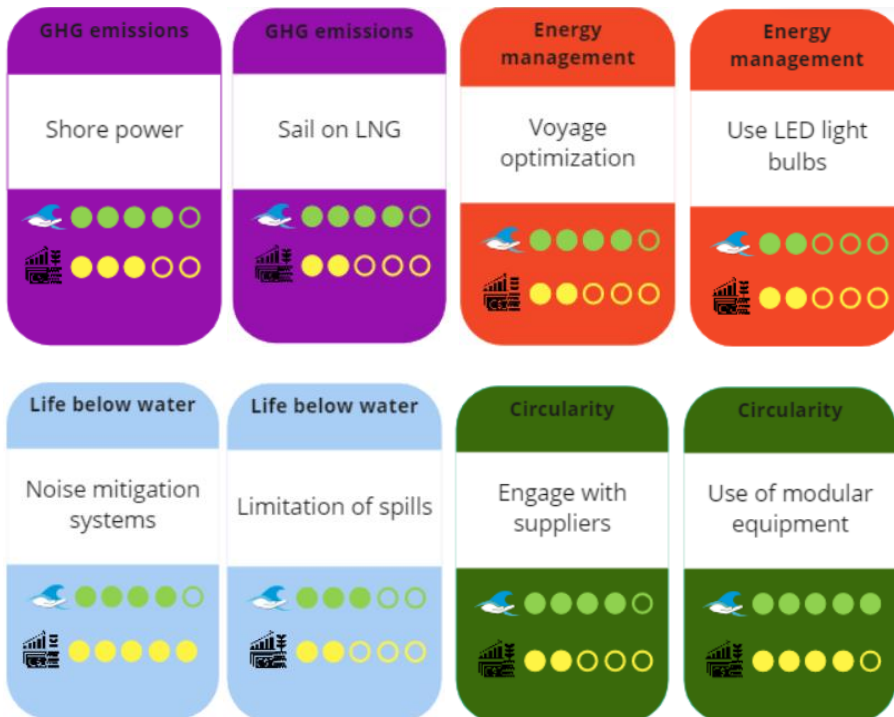 GHG emissions
Shore power
GHG emissions
Sail on LNG
Energy
management
Voyage
optimization
Energy
management
Use LED light
bulbs
Life below water
Noise mitigation
systems
Life below water
Limitation of spills
Circularity
Engage with
suppliers
Circularity
Use of modular
equipment